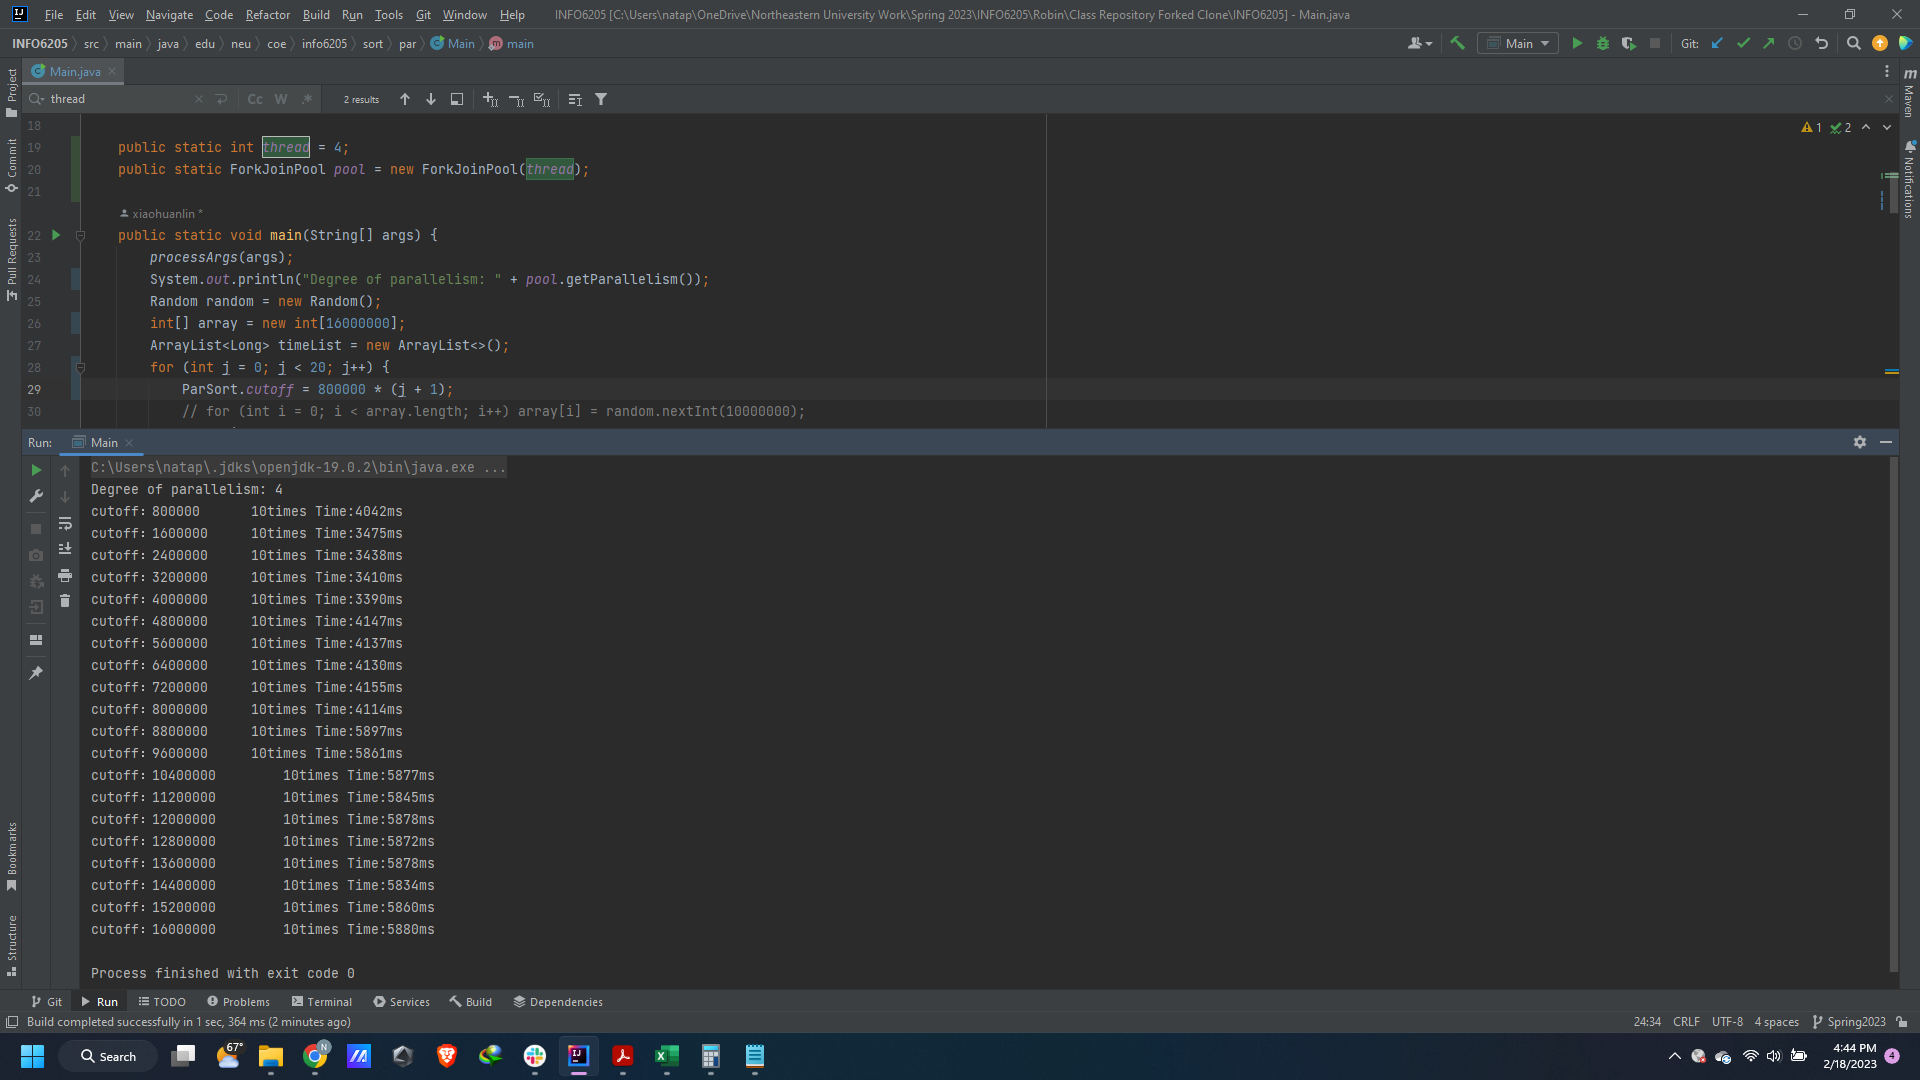 File Edit View Navigate Code Refactor Build Run Tools Git Window Help INFO6205 [C:\Users\natap\OneDrive\Northeastern University Work\Spring 2023\INFO6205\Robin\Class Repository Forked Clone\INFO6205] - Main.java
INFO6205 src main java edu neu coe info6205 sort par Main main Main Git:
Main.java
thread Cc W .* 2 results
Project
Commit
Pull Requests
Bookmarks
Structure
Maven
Notifications
1 2
18
19 public static int thread = 4;
20 public static ForkJoinPool pool = new ForkJoinPool(thread);
21
xiaohuanlin *
22 public static void main(String[] args) {
23 processArgs(args);
24 System.out.println("Degree of parallelism: " + pool.getParallelism());
25 Random random = new Random();
26 int[] array = new int[16000000];
27 ArrayList<Long> timeList = new ArrayList<>();
28 for (int j = 0; j < 20; j++) {
29 ParSort.cutoff = 800000 * (j + 1);
30 // for (int i = 0; i < array.length; i++) array[i] = random.nextInt(10000000);
Run: Main
C:\Users\natap\.jdks\openjdk-19.0.2\bin\java.exe ...
Degree of parallelism: 4
cutoff：800000 10times Time:4042ms
cutoff：1600000 10times Time:3475ms
cutoff：2400000 10times Time:3438ms
cutoff：3200000 10times Time:3410ms
cutoff：4000000 10times Time:3390ms
cutoff：4800000 10times Time:4147ms
cutoff：5600000 10times Time:4137ms
cutoff：6400000 10times Time:4130ms
cutoff：7200000 10times Time:4155ms
cutoff：8000000 10times Time:4114ms
cutoff：8800000 10times Time:5897ms
cutoff：9600000 10times Time:5861ms
cutoff：10400000 10times Time:5877ms
cutoff：11200000 10times Time:5845ms
cutoff：12000000 10times Time:5878ms
cutoff：12800000 10times Time:5872ms
cutoff：13600000 10times Time:5878ms
cutoff：14400000 10times Time:5834ms
cutoff：15200000 10times Time:5860ms
cutoff：16000000 10times Time:5880ms
Process finished with exit code 0
Git Run TODO Problems Terminal Services Build Dependencies
Build completed successfully in 1 sec, 364 ms (2 minutes ago) 24:34 CRLF UTF-8 4 spaces Spring2023
Search 67° N 4:44 PM
2/18/2023 4